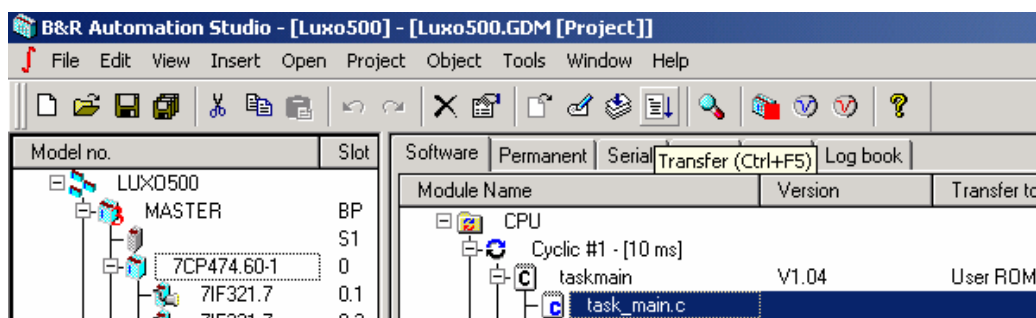 B&R Automation Studio - [Luxo500] - [Luxo500.GDM [Project]]
File Edit View Insert Open Project Object Tools Window Help
Model no. Slot
Software Permanent Serial Log book
Transfer (Ctrl+F5)
Module Name Version Transfer to
LUXO500
MASTER BP
S1
7CP474.60-1 0
7IF321.7 0.1
CPU
Cyclic #1 - [10 ms]
taskmain V1.04 User ROM
task_main.c